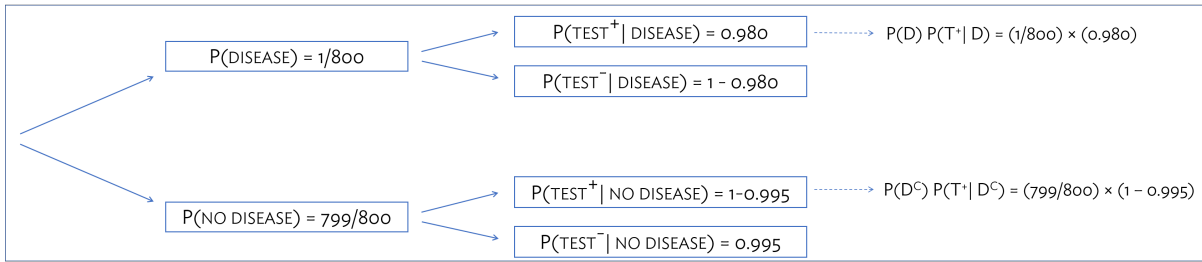 P(DISEASE) = 1/800
P(TEST⁺| DISEASE) = 0.980
P(D) P(T⁺| D) = (1/800) × (0.980)
P(TEST⁻| DISEASE) = 1 – 0.980
P(NO DISEASE) = 799/800
P(TEST⁺| NO DISEASE) = 1-0.995
P(Dᶜ) P(T⁺| Dᶜ) = (799/800) × (1 – 0.995)
P(TEST⁻| NO DISEASE) = 0.995